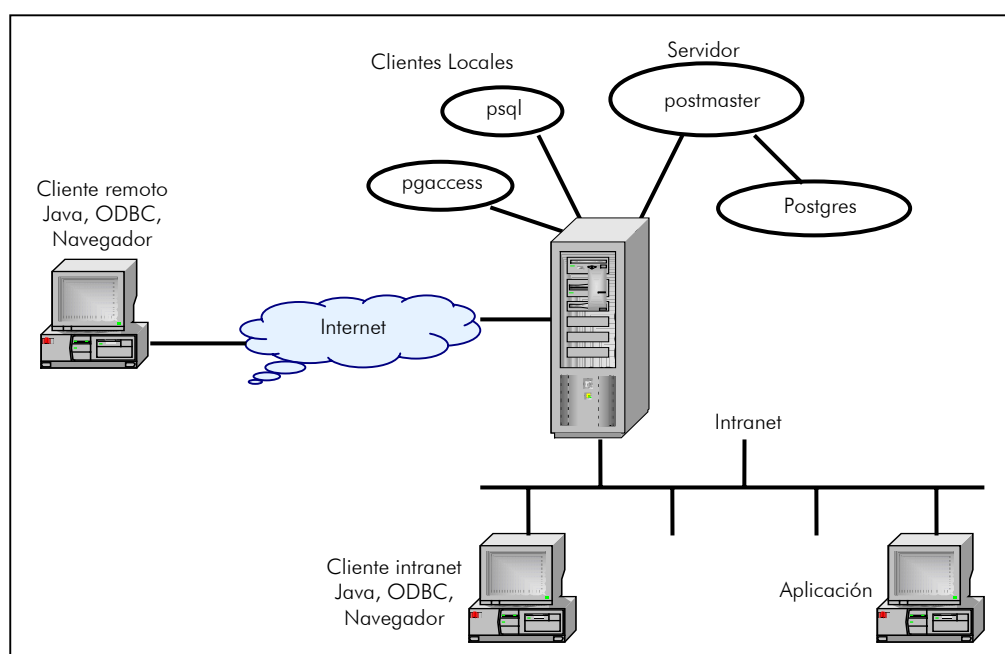 Servidor
Clientes Locales
postmaster
psql
pgaccess
Postgres
Cliente remoto
Java, ODBC,
Navegador
Internet
Intranet
Cliente intranet
Java, ODBC,
Navegador
Aplicación